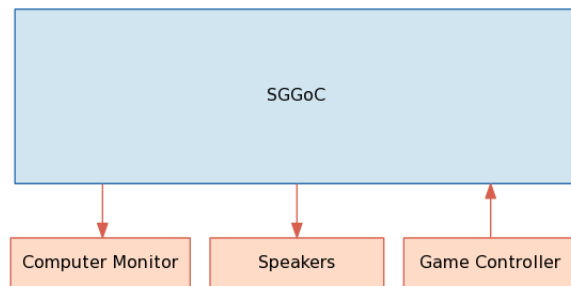 SGGoC
Computer Monitor
Speakers
Game Controller